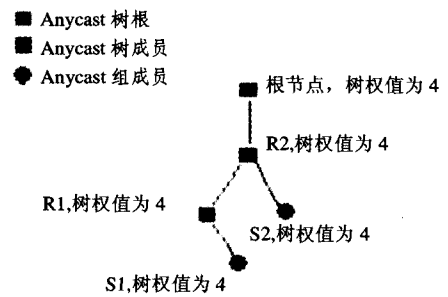 Anycast 树根
Anycast 树成员
Anycast 组成员
根节点，树权值为 4
R2,树权值为 4
R1,树权值为 4
S2,树权值为 4
S1,树权值为 4